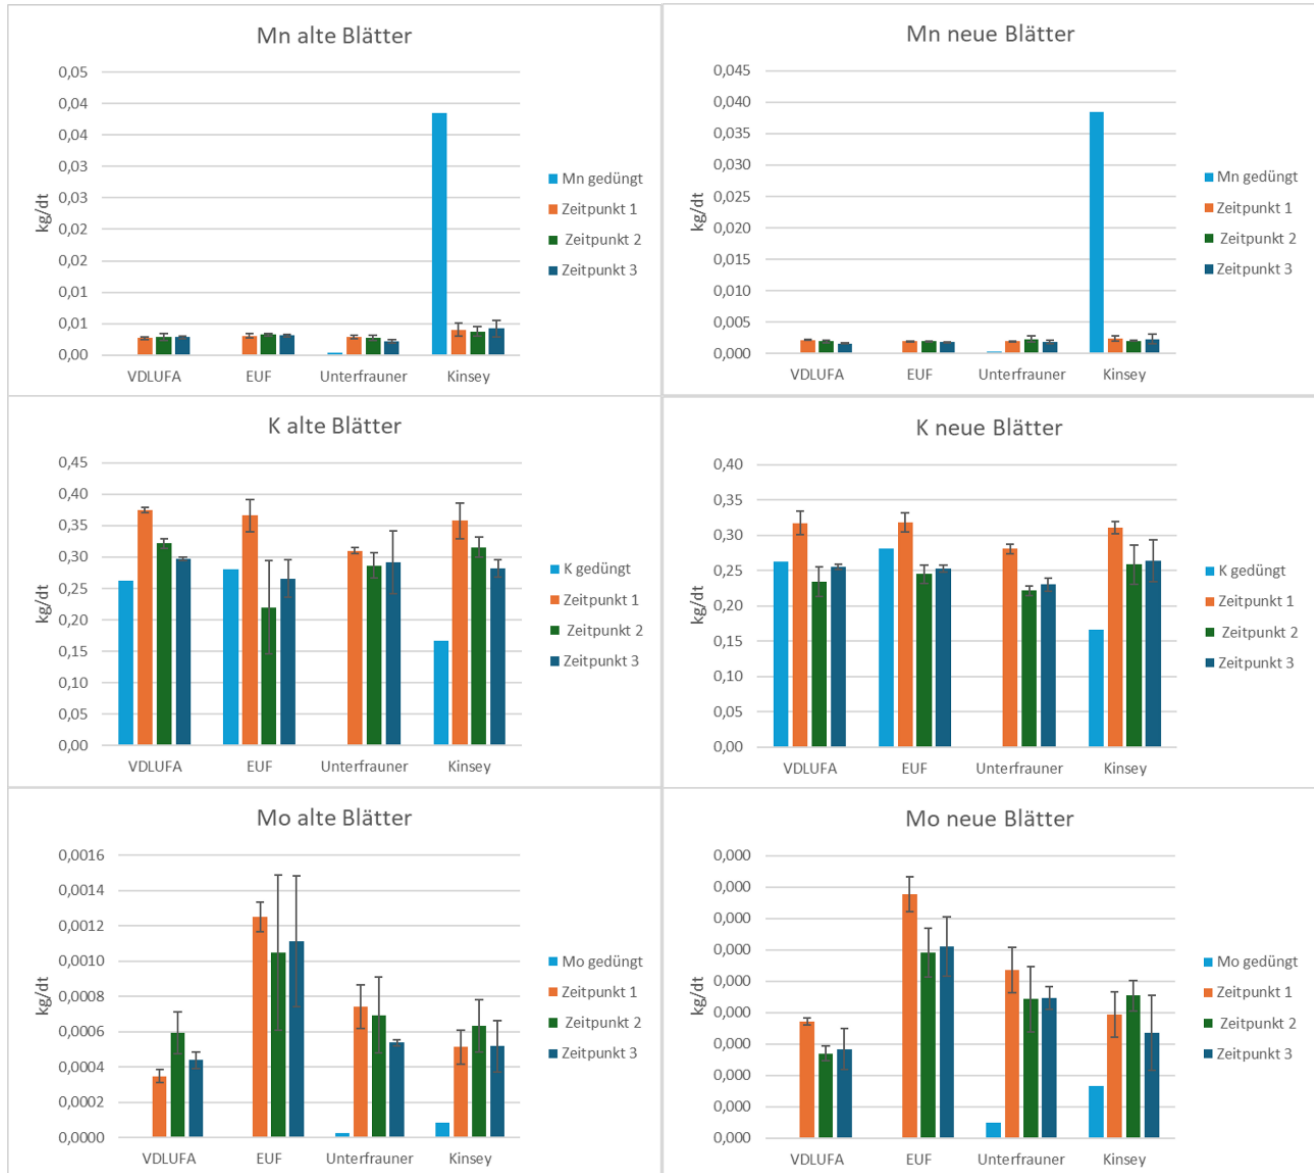 Mn alte Blätter
0,05
0,04
0,04
0,03
0,03
0,02
0,02
0,01
0,01
0,00
kg/dt
VDLUFA EUF Unterfrauner Kinsey
Mn gedüngt
Zeitpunkt 1
Zeitpunkt 2
Zeitpunkt 3
Mn neue Blätter
0,045
0,040
0,035
0,030
0,025
0,020
0,015
0,010
0,005
0,000
kg/dt
VDLUFA EUF Unterfrauner Kinsey
Mn gedüngt
Zeitpunkt 1
Zeitpunkt 2
Zeitpunkt 3
K alte Blätter
0,45
0,40
0,35
0,30
0,25
0,20
0,15
0,10
0,05
0,00
kg/dt
VDLUFA EUF Unterfrauner Kinsey
K gedüngt
Zeitpunkt 1
Zeitpunkt 2
Zeitpunkt 3
K neue Blätter
0,40
0,35
0,30
0,25
0,20
0,15
0,10
0,05
0,00
kg/dt
VDLUFA EUF Unterfrauner Kinsey
K gedüngt
Zeitpunkt 1
Zeitpunkt 2
Zeitpunkt 3
Mo alte Blätter
0,0016
0,0014
0,0012
0,0010
0,0008
0,0006
0,0004
0,0002
0,0000
kg/dt
VDLUFA EUF Unterfrauner Kinsey
Mo gedüngt
Zeitpunkt 1
Zeitpunkt 2
Zeitpunkt 3
Mo neue Blätter
0,000
0,000
0,000
0,000
0,000
0,000
0,000
0,000
0,000
0,000
kg/dt
VDLUFA EUF Unterfrauner Kinsey
Mo gedüngt
Zeitpunkt 1
Zeitpunkt 2
Zeitpunkt 3